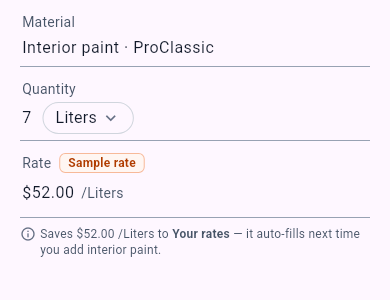 Material
Interior paint · ProClassic
Quantity
7 Liters
Rate Sample rate
$52.00 /Liters
Saves $52.00 /Liters to Your rates — it auto-fills next time
you add interior paint.